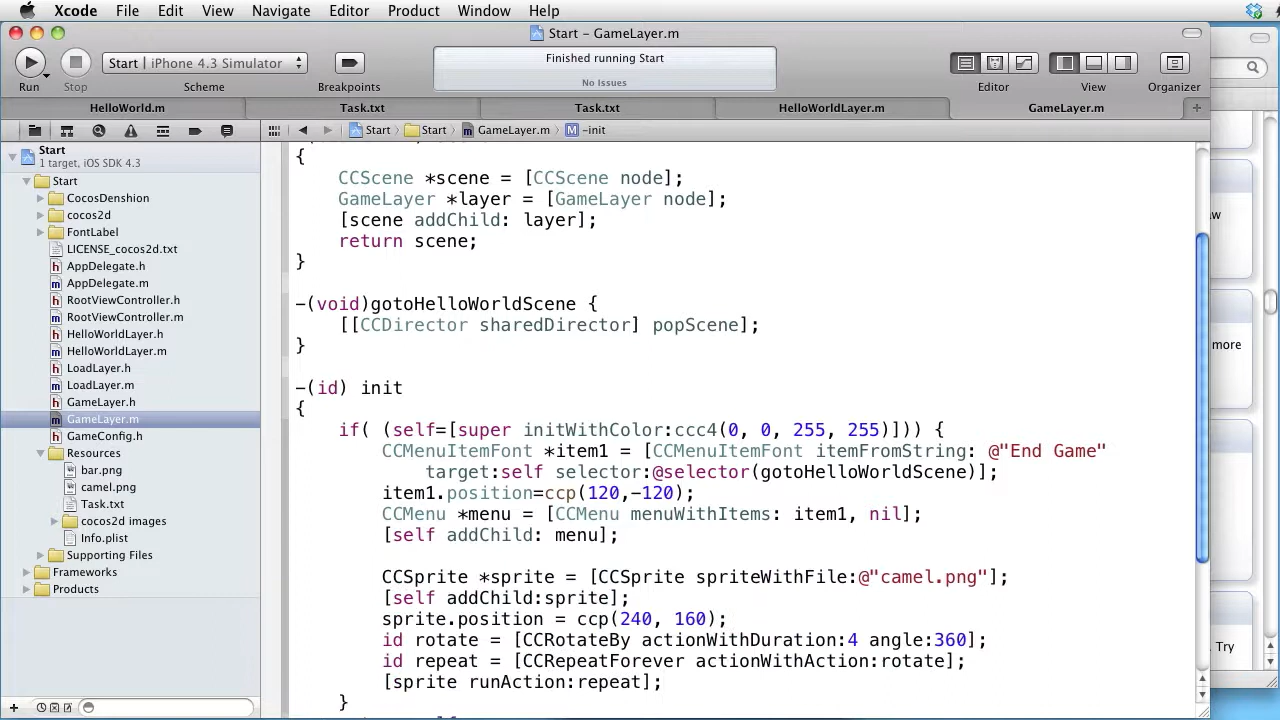 Xcode File Edit View Navigate Editor Product Window Help
Start – GameLayer.m
Start | iPhone 4.3 Simulator
Finished running Start
No Issues
Run Stop Scheme Breakpoints Editor View Organizer
HelloWorld.m Task.txt Task.txt HelloWorldLayer.m GameLayer.m
Start Start GameLayer.m M -init
Start
1 target, iOS SDK 4.3
Start
CocosDenshion
cocos2d
FontLabel
LICENSE_cocos2d.txt
h AppDelegate.h
m AppDelegate.m
h RootViewController.h
m RootViewController.m
h HelloWorldLayer.h
m HelloWorldLayer.m
h LoadLayer.h
m LoadLayer.m
h GameLayer.h
m GameLayer.m
h GameConfig.h
Resources
bar.png
camel.png
Task.txt
cocos2d images
Info.plist
Supporting Files
Frameworks
Products
{
CCScene *scene = [CCScene node];
GameLayer *layer = [GameLayer node];
[scene addChild: layer];
return scene;
}
-(void)gotoHelloWorldScene {
[[CCDirector sharedDirector] popScene];
}
-(id) init
{
if( (self=[super initWithColor:ccc4(0, 0, 255, 255)])) {
CCMenuItemFont *item1 = [CCMenuItemFont itemFromString: @"End Game"
target:self selector:@selector(gotoHelloWorldScene)];
item1.position=ccp(120,-120);
CCMenu *menu = [CCMenu menuWithItems: item1, nil];
[self addChild: menu];
CCSprite *sprite = [CCSprite spriteWithFile:@"camel.png"];
[self addChild:sprite];
sprite.position = ccp(240, 160);
id rotate = [CCRotateBy actionWithDuration:4 angle:360];
id repeat = [CCRepeatForever actionWithAction:rotate];
[sprite runAction:repeat];
}
more
Try